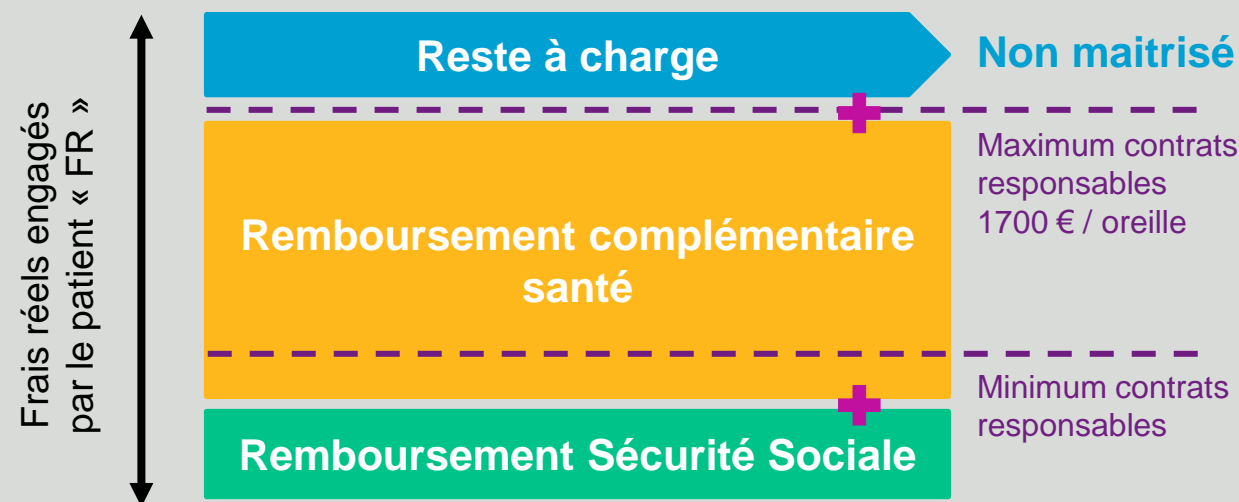 Frais réels engagés
par le patient « FR »
Reste à charge
Non maitrisé
Maximum contrats
responsables
1700 € / oreille
Remboursement complémentaire
santé
Minimum contrats
responsables
Remboursement Sécurité Sociale